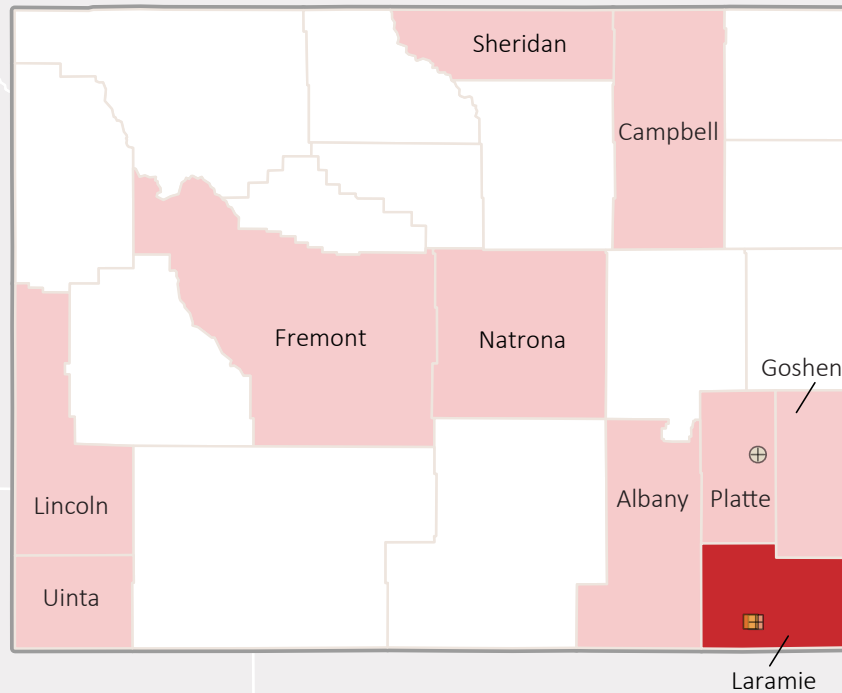 Sheridan
Campbell
Fremont
Natrona
Goshen
Lincoln
Albany
Platte
Uinta
Laramie